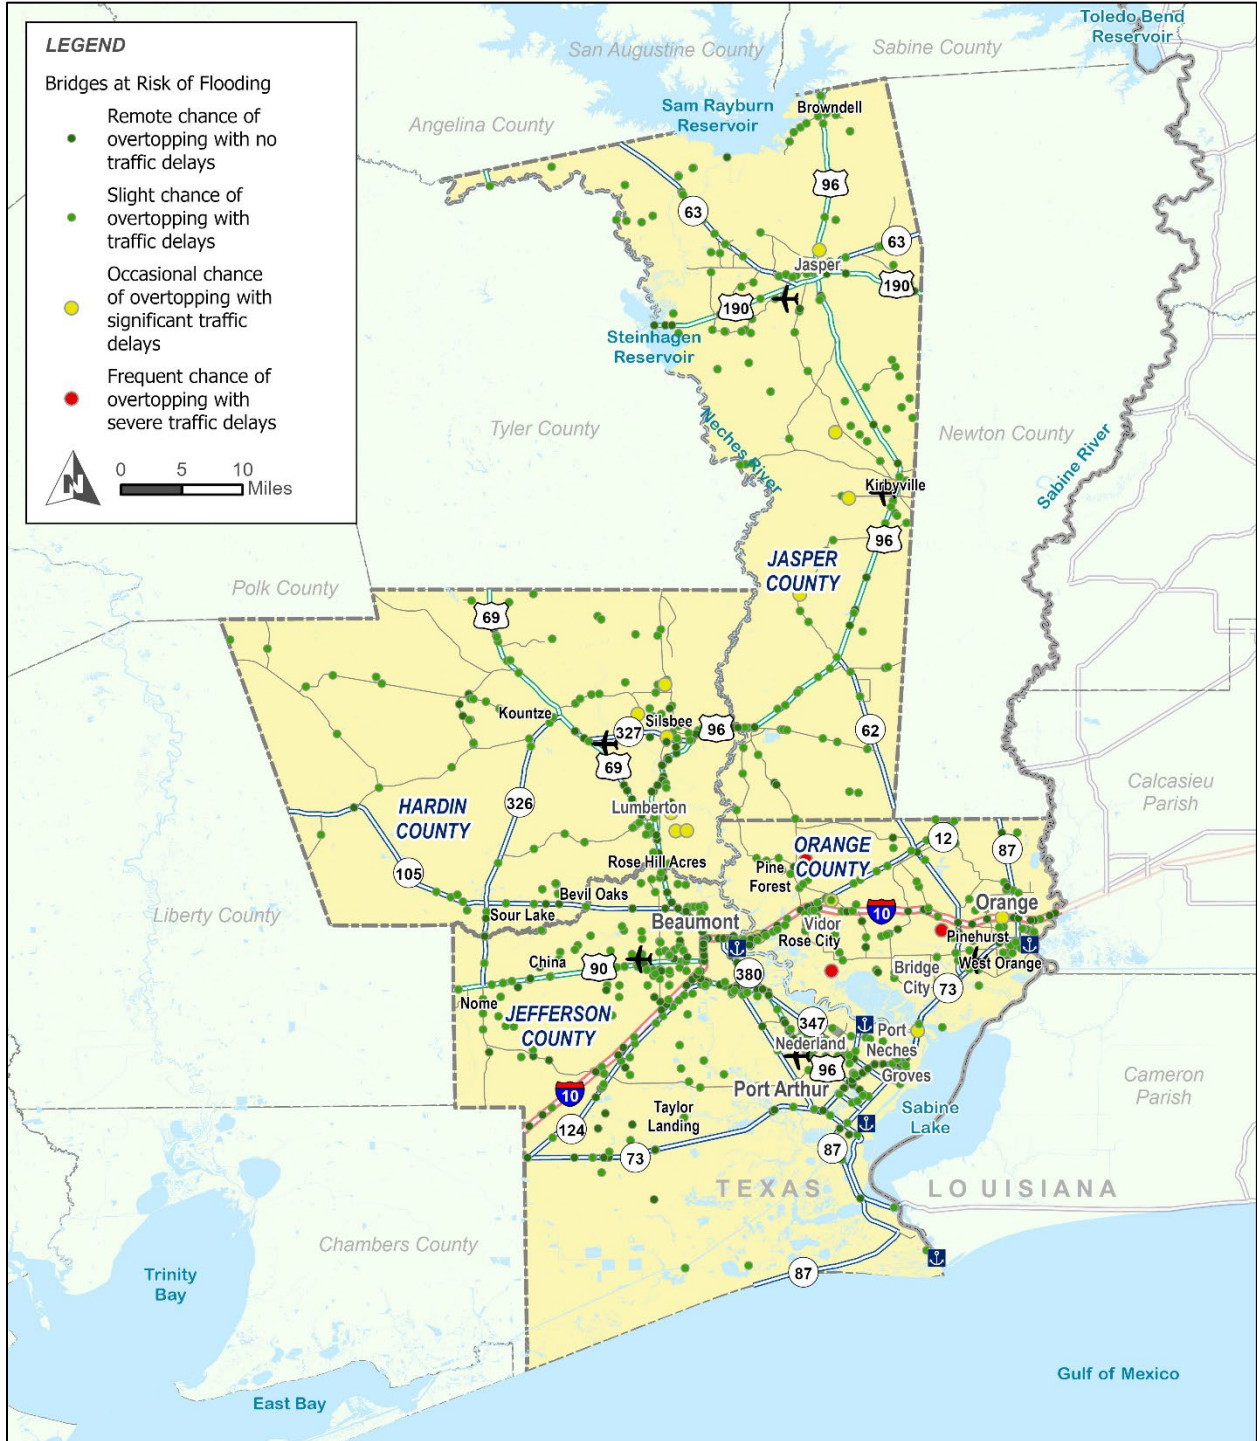 LEGEND
Bridges at Risk of Flooding
Remote chance of
overtopping with no
traffic delays
Slight chance of
overtopping with
traffic delays
Occasional chance
of overtopping with
significant traffic
delays
Frequent chance of
overtopping with
severe traffic delays
N
0 5 10
Miles
Toledo Bend
Reservoir
San Augustine County
Sabine County
Sam Rayburn
Reservoir
Browndell
Angelina County
96
63
63
Jasper
190
190
Steinhagen
Reservoir
Tyler County
Neches River
Newton County
Sabine River
Kirbyville
96
JASPER
COUNTY
Polk County
69
Kountze
Silsbee
327
96
62
69
HARDIN
COUNTY
326
Lumberton
Calcasieu
Parish
ORANGE
COUNTY
12
87
Pine
Forest
Rose Hill Acres
105
Bevil Oaks
Liberty County
Sour Lake
Beaumont
10
Orange
Vidor
Rose City
Pinehurst
West Orange
China
90
380
Bridge
City
73
Nome
JEFFERSON
COUNTY
347
Port
Neches
Nederland
96
Groves
Port Arthur
10
Cameron
Parish
Taylor
Landing
Sabine
Lake
124
73
87
TEXAS
LOUISIANA
Chambers County
Trinity
Bay
87
Gulf of Mexico
East Bay